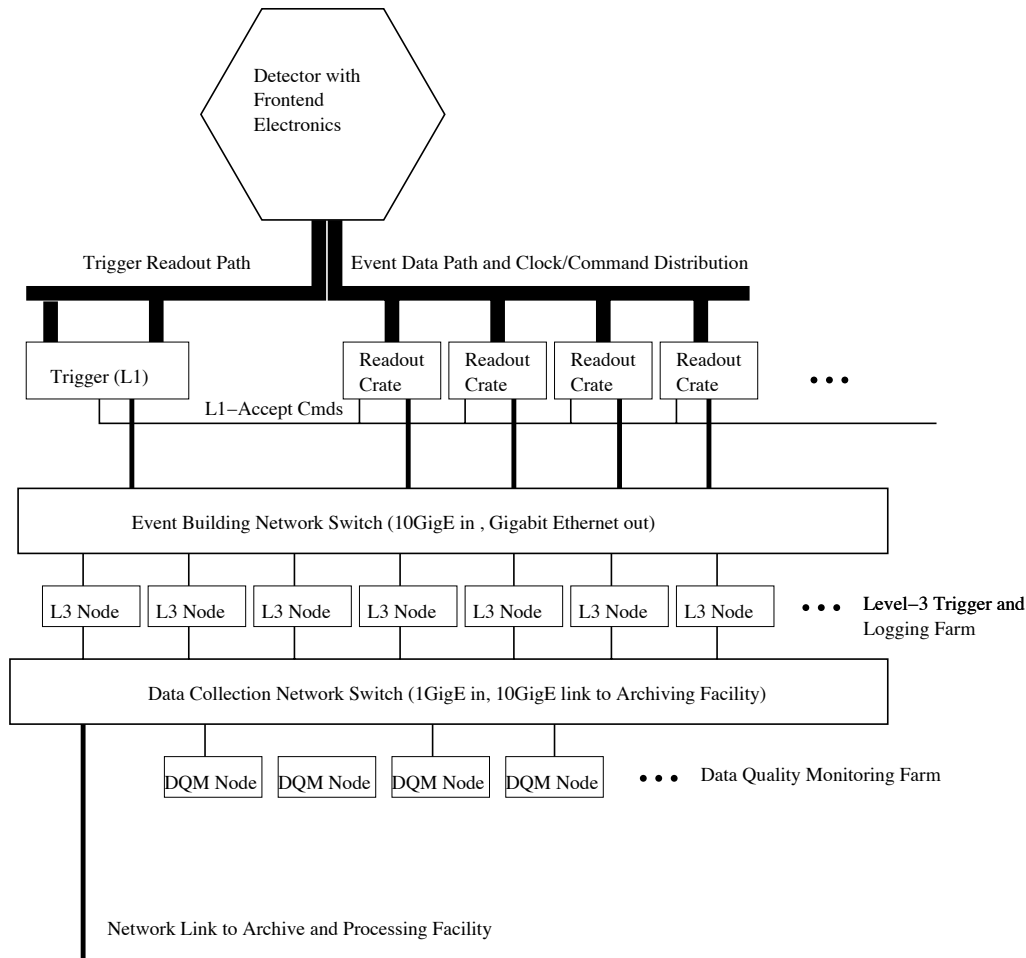 Detector with
Frontend
Electronics
Trigger Readout Path
Event Data Path and Clock/Command Distribution
Trigger (L1)
Readout
Crate
Readout
Crate
Readout
Crate
Readout
Crate
L1−Accept Cmds
Event Building Network Switch (10GigE in , Gigabit Ethernet out)
L3 Node
L3 Node
L3 Node
L3 Node
L3 Node
L3 Node
L3 Node
Level−3 Trigger and
Logging Farm
Data Collection Network Switch (1GigE in, 10GigE link to Archiving Facility)
DQM Node
DQM Node
DQM Node
DQM Node
Data Quality Monitoring Farm
Network Link to Archive and Processing Facility